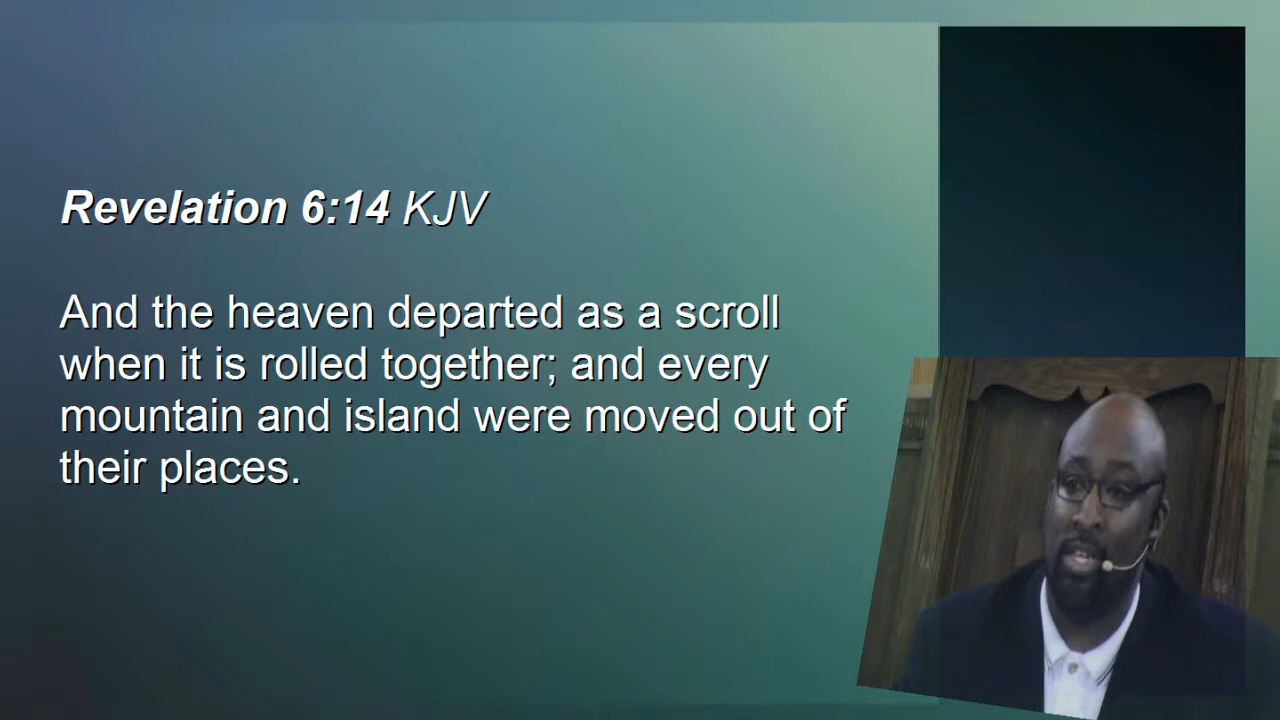 Revelation 6:14 KJV
And the heaven departed as a scroll
when it is rolled together; and every
mountain and island were moved out of
their places.